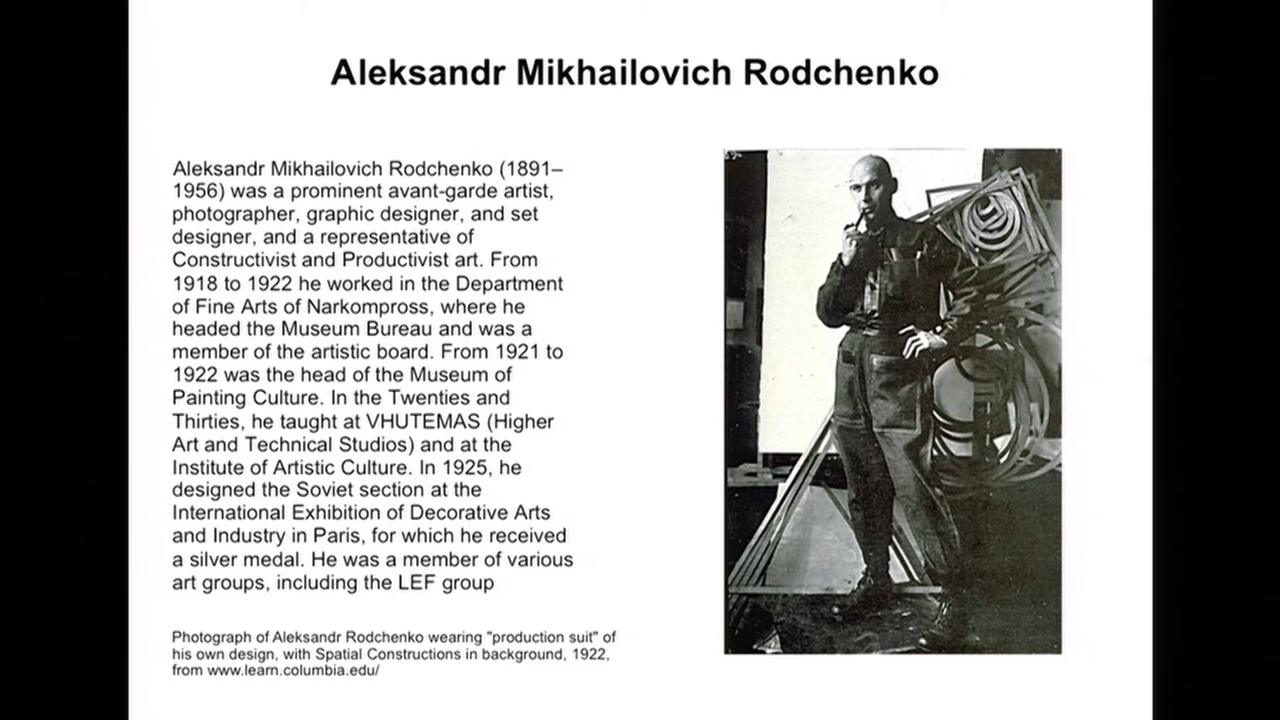 Aleksandr Mikhailovich Rodchenko
Aleksandr Mikhailovich Rodchenko (1891–
1956) was a prominent avant-garde artist,
photographer, graphic designer, and set
designer, and a representative of
Constructivist and Productivist art. From
1918 to 1922 he worked in the Department
of Fine Arts of Narkompross, where he
headed the Museum Bureau and was a
member of the artistic board. From 1921 to
1922 was the head of the Museum of
Painting Culture. In the Twenties and
Thirties, he taught at VHUTEMAS (Higher
Art and Technical Studios) and at the
Institute of Artistic Culture. In 1925, he
designed the Soviet section at the
International Exhibition of Decorative Arts
and Industry in Paris, for which he received
a silver medal. He was a member of various
art groups, including the LEF group
Photograph of Aleksandr Rodchenko wearing "production suit" of
his own design, with Spatial Constructions in background, 1922,
from www.learn.columbia.edu/